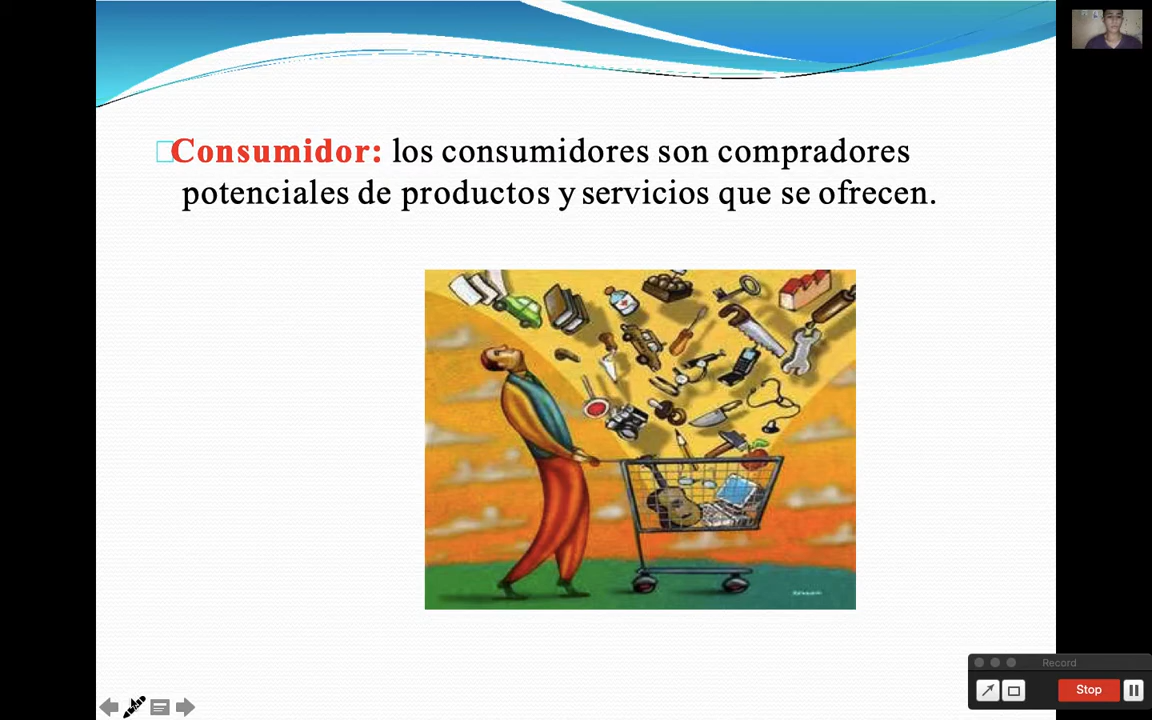 Consumidor: los consumidores son compradores
potenciales de productos y servicios que se ofrecen.
Record
Stop